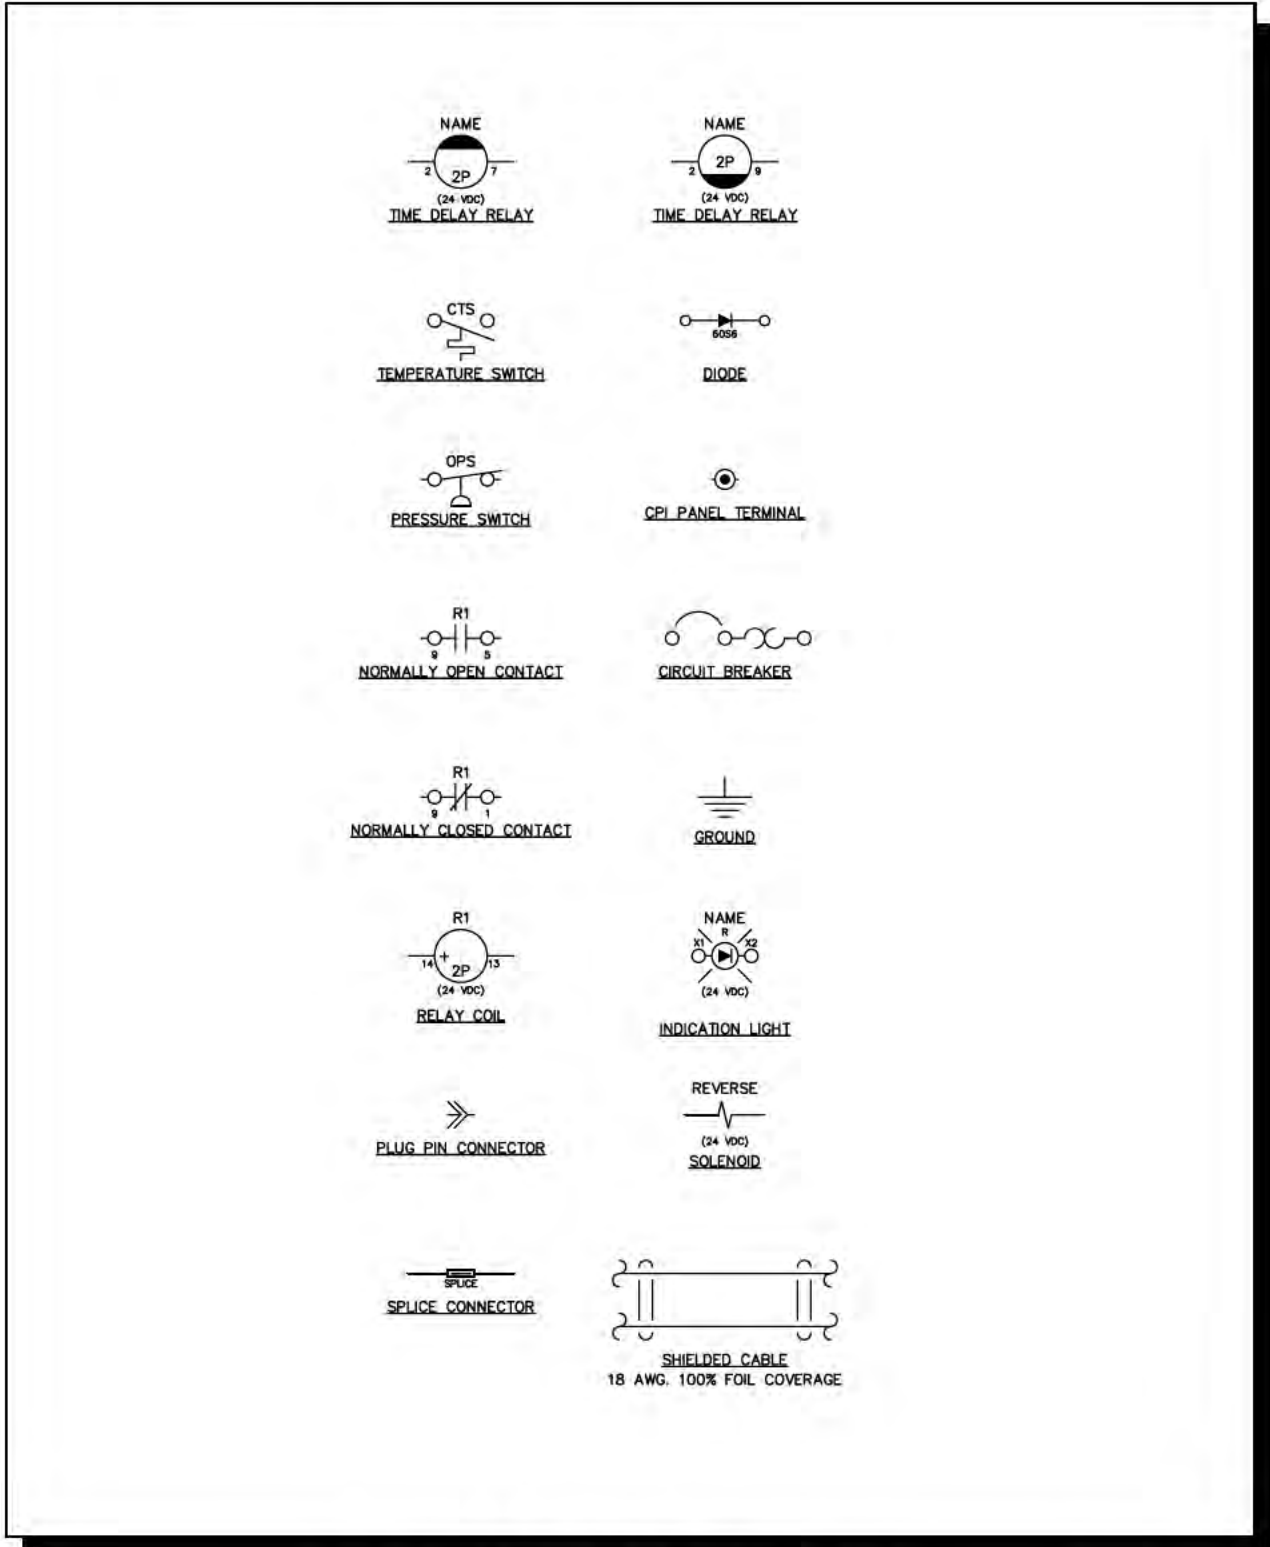 NAME
2 2P 7
(24 VDC)
TIME DELAY RELAY
NAME
2 2P 9
(24 VDC)
TIME DELAY RELAY
CTS
TEMPERATURE SWITCH
60S6
DIODE
OPS
PRESSURE SWITCH
CPI PANEL TERMINAL
R1
9 5
NORMALLY OPEN CONTACT
CIRCUIT BREAKER
R1
9 1
NORMALLY CLOSED CONTACT
GROUND
R1
14 + 13
2P
(24 VDC)
RELAY COIL
NAME
R
X1 X2
(24 VDC)
INDICATION LIGHT
PLUG PIN CONNECTOR
REVERSE
(24 VDC)
SOLENOID
SPLICE
SPLICE CONNECTOR
SHIELDED CABLE
18 AWG. 100% FOIL COVERAGE